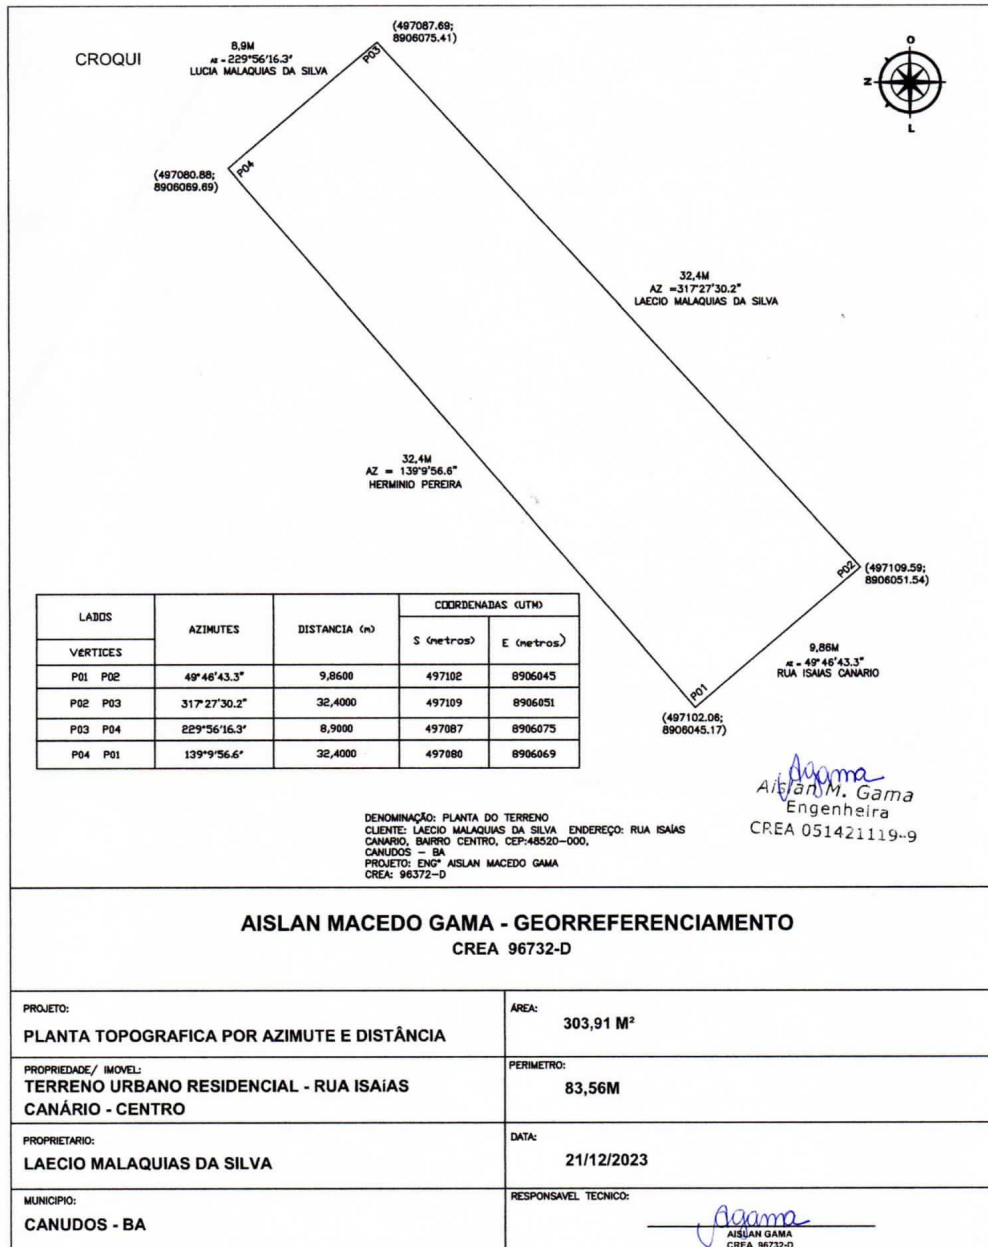 CROQUI
8,9M
AZ = 229°56'16.3"
LUCIA MALAQUIAS DA SILVA
(497087.69;
8906075.41)
P03
O
N
L
(497080.88;
8906069.69)
P04
32,4M
AZ =317°27'30.2"
LAECIO MALAQUIAS DA SILVA
32,4M
AZ = 139°9'56.6"
HERMINIO PEREIRA
P02
(497109.59;
8906051.54)
9,86M
AZ = 49°46'43.3"
RUA ISAIAS CANARIO
P01
(497102.06;
8906045.17)
LADOS
VÉRTICES
AZIMUTES
DISTANCIA (m)
COORDENADAS (UTM)
S (metros) E (metros)
P01 P02 49°46'43.3" 9,8600 497102 8906045
P02 P03 317°27'30.2" 32,4000 497109 8906051
P03 P04 229°56'16.3" 8,9000 497087 8906075
P04 P01 139°9'56.6" 32,4000 497080 8906069
Agama
Aislan M. Gama
Engenheira
CREA 051421119-9
DENOMINAÇÃO: PLANTA DO TERRENO
CLIENTE: LAECIO MALAQUIAS DA SILVA ENDEREÇO: RUA ISAÍAS
CANARIO, BAIRRO CENTRO, CEP:48520-000,
CANUDOS - BA
PROJETO: ENGª AISLAN MACEDO GAMA
CREA: 96372-D
AISLAN MACEDO GAMA - GEORREFERENCIAMENTO
CREA 96732-D
PROJETO:
PLANTA TOPOGRAFICA POR AZIMUTE E DISTÂNCIA
ÁREA:
303,91 M²
PROPRIEDADE/ IMOVEL:
TERRENO URBANO RESIDENCIAL - RUA ISAíAS
CANÁRIO - CENTRO
PERIMETRO:
83,56M
PROPRIETARIO:
LAECIO MALAQUIAS DA SILVA
DATA:
21/12/2023
MUNICIPIO:
CANUDOS - BA
RESPONSAVEL TECNICO:
Agama
AISLAN GAMA
CREA 96732-D